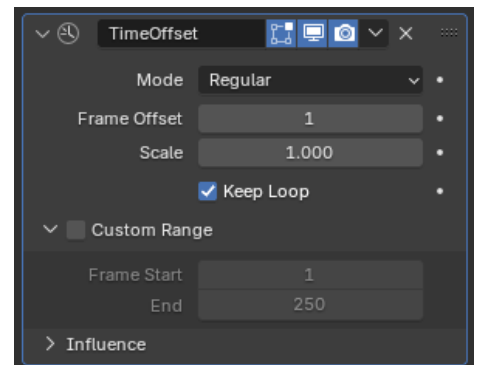 TimeOffset
Mode Regular
Frame Offset 1
Scale 1.000
Keep Loop
Custom Range
Frame Start 1
End 250
Influence